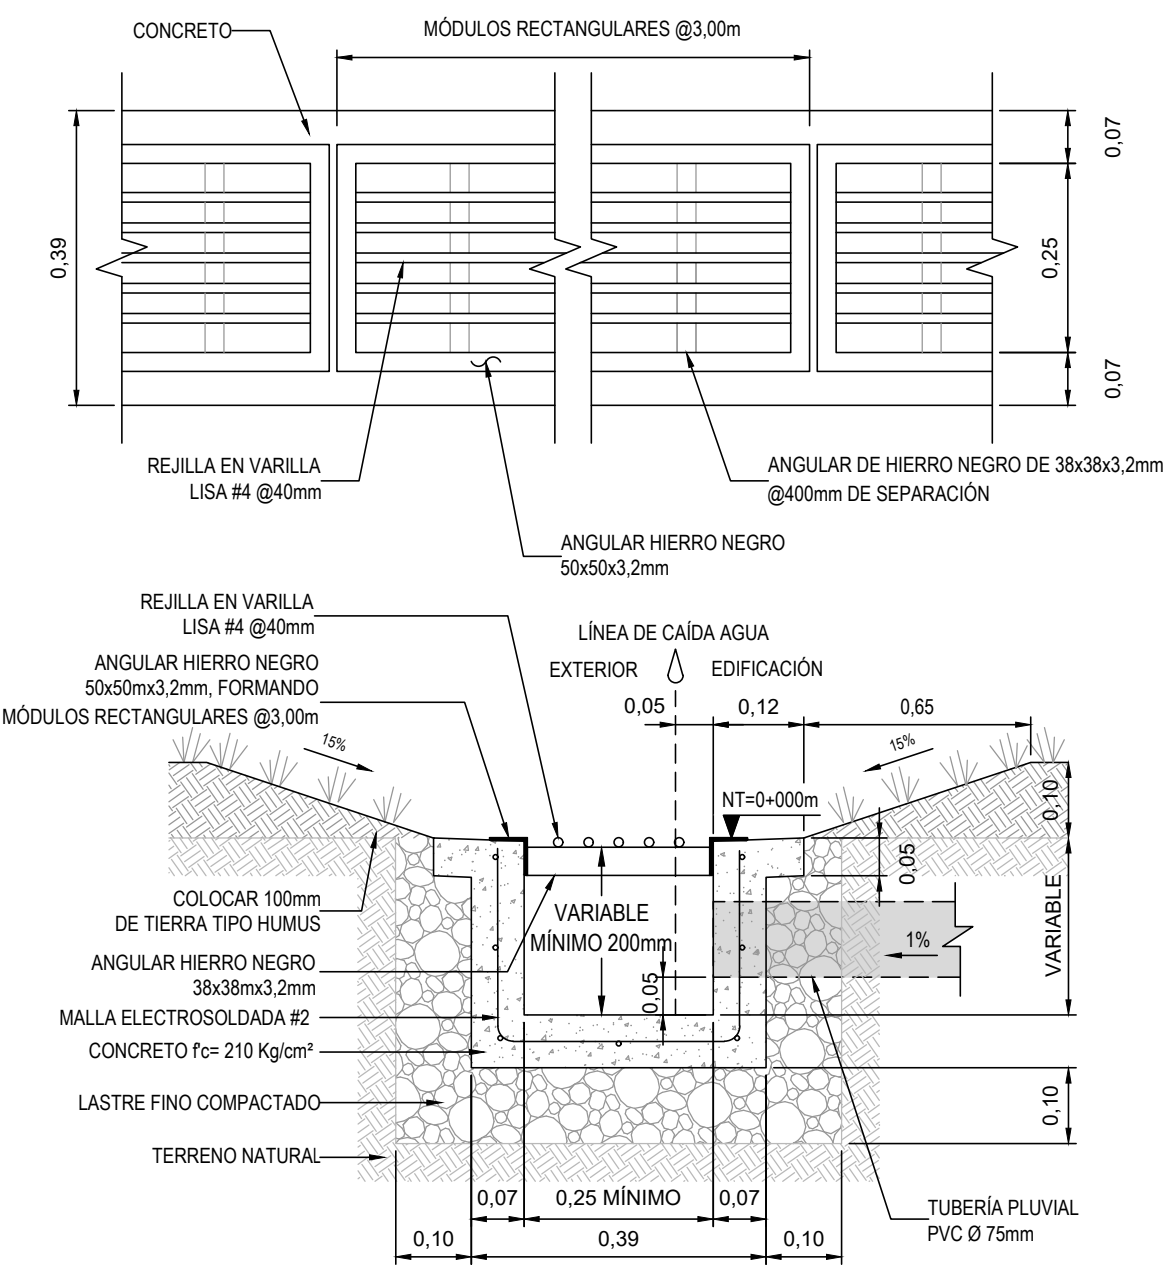 CONCRETO
MÓDULOS RECTANGULARES @3,00m
0,39
0,07
0,25
0,07
REJILLA EN VARILLA
LISA #4 @40mm
ANGULAR DE HIERRO NEGRO DE 38x38x3,2mm
@400mm DE SEPARACIÓN
ANGULAR HIERRO NEGRO
50x50x3,2mm
REJILLA EN VARILLA
LISA #4 @40mm
LÍNEA DE CAÍDA AGUA
EXTERIOR
EDIFICACIÓN
ANGULAR HIERRO NEGRO
50x50mx3,2mm, FORMANDO
MÓDULOS RECTANGULARES @3,00m
0,05
0,12
0,65
15%
15%
NT=0+000m
0,10
0,05
VARIABLE
COLOCAR 100mm
DE TIERRA TIPO HUMUS
VARIABLE
MÍNIMO 200mm
1%
ANGULAR HIERRO NEGRO
38x38mx3,2mm
0,05
MALLA ELECTROSOLDADA #2
CONCRETO f'c= 210 Kg/cm²
LASTRE FINO COMPACTADO
0,10
TERRENO NATURAL
0,07
0,25 MÍNIMO
0,07
TUBERÍA PLUVIAL
PVC Ø 75mm
0,10
0,39
0,10